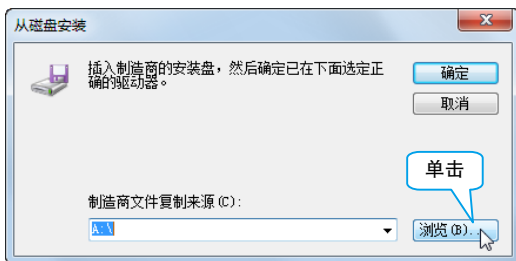 从磁盘安装
插入制造商的安装盘，然后确定已在下面选定正
确的驱动器。
确定
取消
单击
制造商文件复制来源(C):
A:\
浏览(B)...